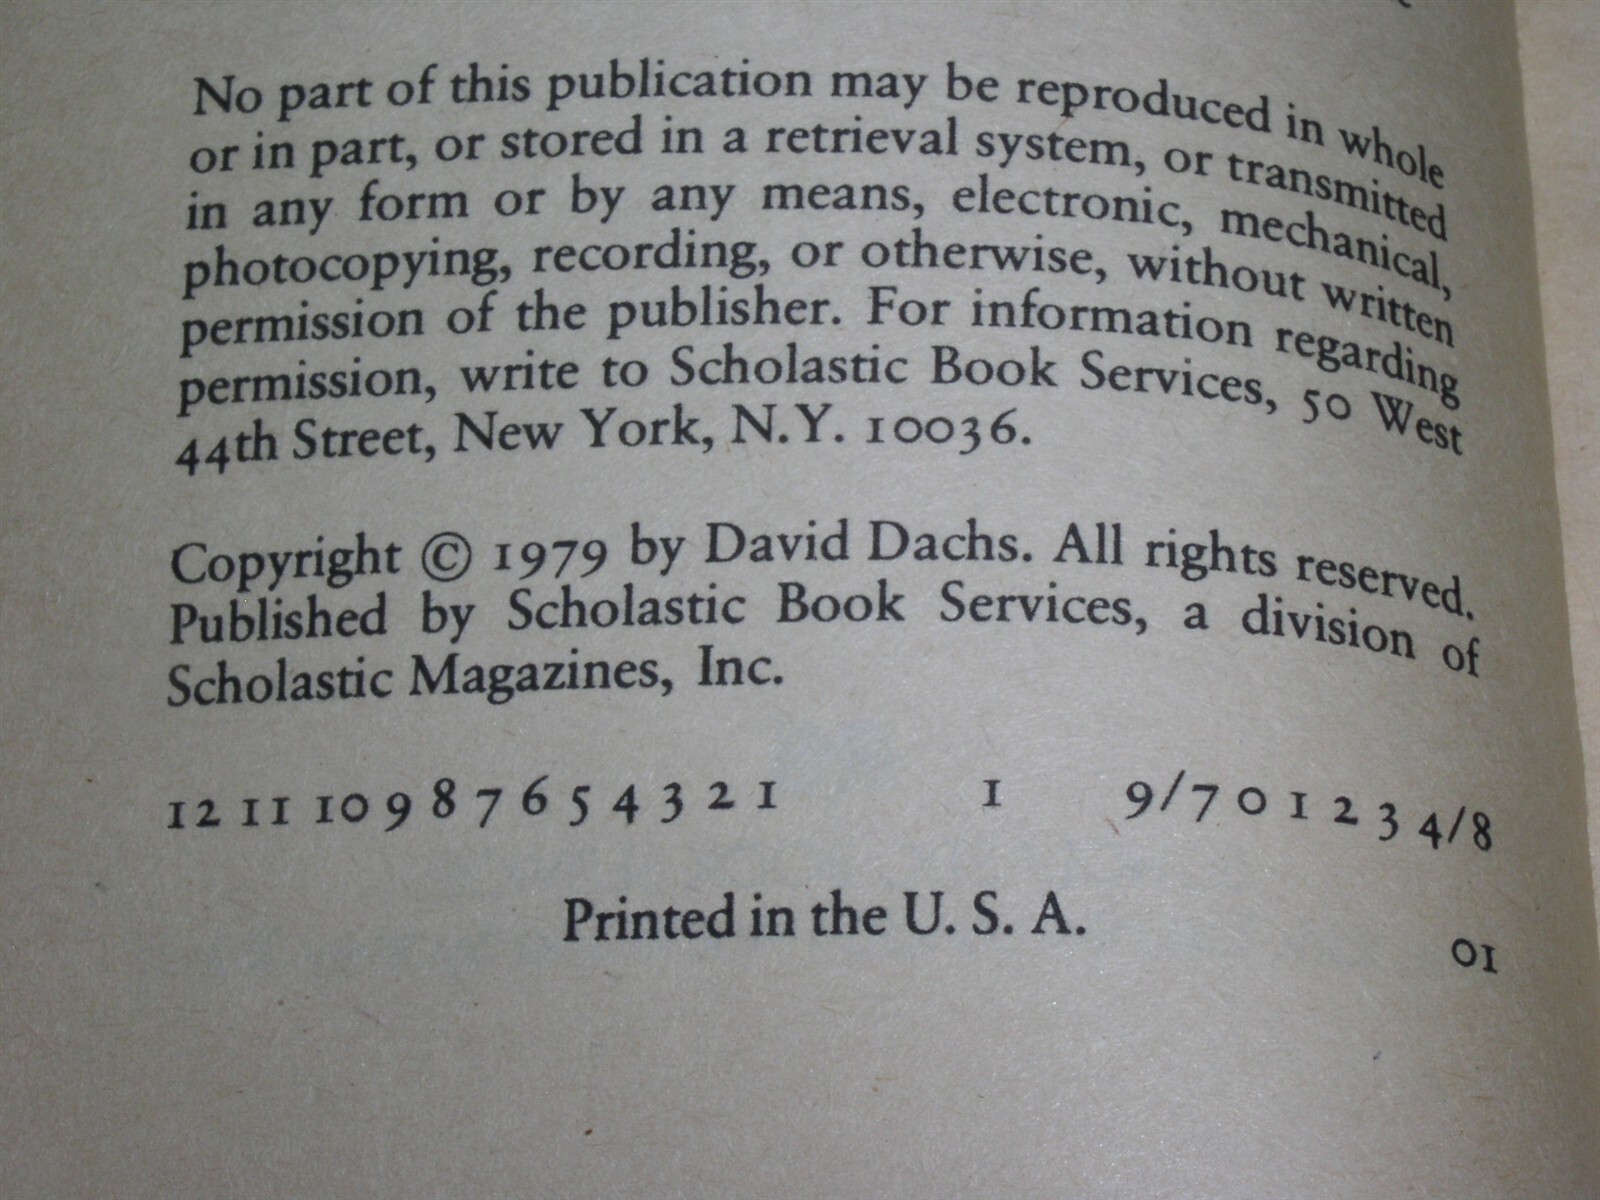 No part of this publication may be reproduced in whole
or in part, or stored in a retrieval system, or transmitted
in any form or by any means, electronic, mechanical,
photocopying, recording, or otherwise, without written
permission of the publisher. For information regarding
permission, write to Scholastic Book Services, 50 West
44th Street, New York, N.Y. 10036.
Copyright © 1979 by David Dachs. All rights reserved.
Published by Scholastic Book Services, a division of
Scholastic Magazines, Inc.
12 11 10 9 8 7 6 5 4 3 2 1 1 9/7 0 1 2 3 4/8
Printed in the U. S. A.
01